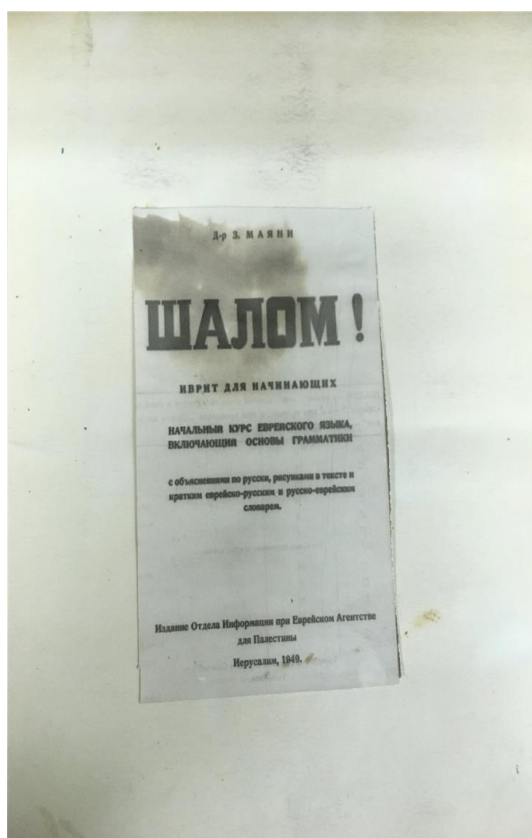 Д-р З. МАЯНИ
ШАЛОМ!
ИВРИТ ДЛЯ НАЧИНАЮЩИХ
НАЧАЛЬНЫЙ КУРС ЕВРЕЙСКОГО ЯЗЫКА,
ВКЛЮЧАЮЩИЙ ОСНОВЫ ГРАММАТИКИ
с объяснениями по русски, рисунками в тексте и
кратким еврейско-русским и русско-еврейским
словарем.
Издание Отдела Информации при Еврейском Агентстве
для Палестины
Иерусалим, 1949.